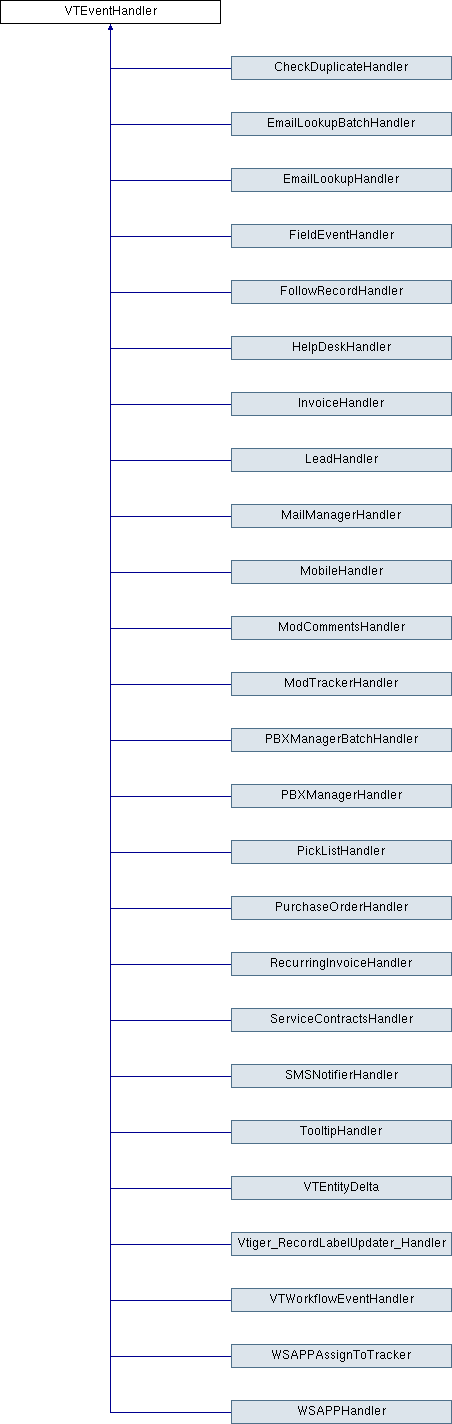 VTEventHandler
CheckDuplicateHandler
EmailLookupBatchHandler
EmailLookupHandler
FieldEventHandler
FollowRecordHandler
HelpDeskHandler
InvoiceHandler
LeadHandler
MailManagerHandler
MobileHandler
ModCommentsHandler
ModTrackerHandler
PBXManagerBatchHandler
PBXManagerHandler
PickListHandler
PurchaseOrderHandler
RecurringInvoiceHandler
ServiceContractsHandler
SMSNotifierHandler
TooltipHandler
VTEntityDelta
Vtiger_RecordLabelUpdater_Handler
VTWorkflowEventHandler
WSAPPAssignToTracker
WSAPPHandler